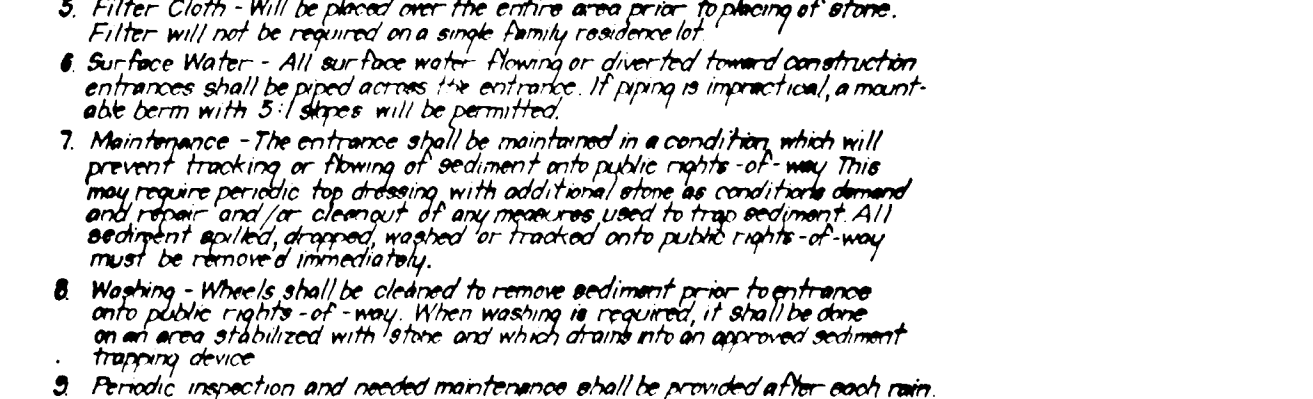 5. Filter Cloth - Will be placed over the entire area prior to placing of stone.
Filter will not be required on a single family residence lot.
6. Surface Water - All surface water flowing or diverted toward construction
entrances shall be piped across the entrance. If piping is impractical, a mount-
able berm with 5:1 slopes will be permitted.
7. Maintenance - The entrance shall be maintained in a condition which will
prevent tracking or flowing of sediment onto public rights-of-way This
may require periodic top dressing with additional stone as conditions demand
and repair and/or cleanout of any measures used to trap sediment. All
sediment spilled, dropped, washed or tracked onto public rights-of-way
must be removed immediately.
8. Washing - Wheels shall be cleaned to remove sediment prior to entrance
onto public rights-of-way. When washing is required, it shall be done
on an area stabilized with stone and which drains into an approved sediment
trapping device
9. Periodic inspection and needed maintenance shall be provided after each rain.